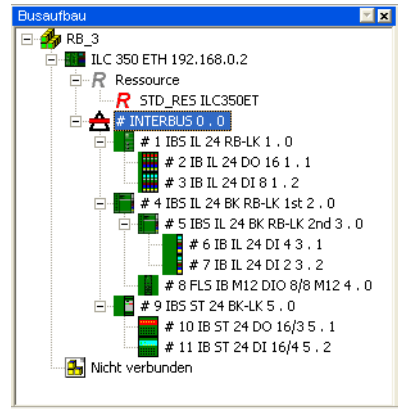 Busaufbau
RB_3
ILC 350 ETH 192.168.0.2
R Ressource
R STD_RES ILC350ET
# INTERBUS 0 . 0
# 1 IBS IL 24 RB-LK 1 . 0
# 2 IB IL 24 DO 16 1 . 1
# 3 IB IL 24 DI 8 1 . 2
# 4 IBS IL 24 BK RB-LK 1st 2 . 0
# 5 IBS IL 24 BK RB-LK 2nd 3 . 0
# 6 IB IL 24 DI 4 3 . 1
# 7 IB IL 24 DI 2 3 . 2
# 8 FLS IB M12 DIO 8/8 M12 4 . 0
# 9 IBS ST 24 BK-LK 5 . 0
# 10 IB ST 24 DO 16/3 5 . 1
# 11 IB ST 24 DI 16/4 5 . 2
Nicht verbunden